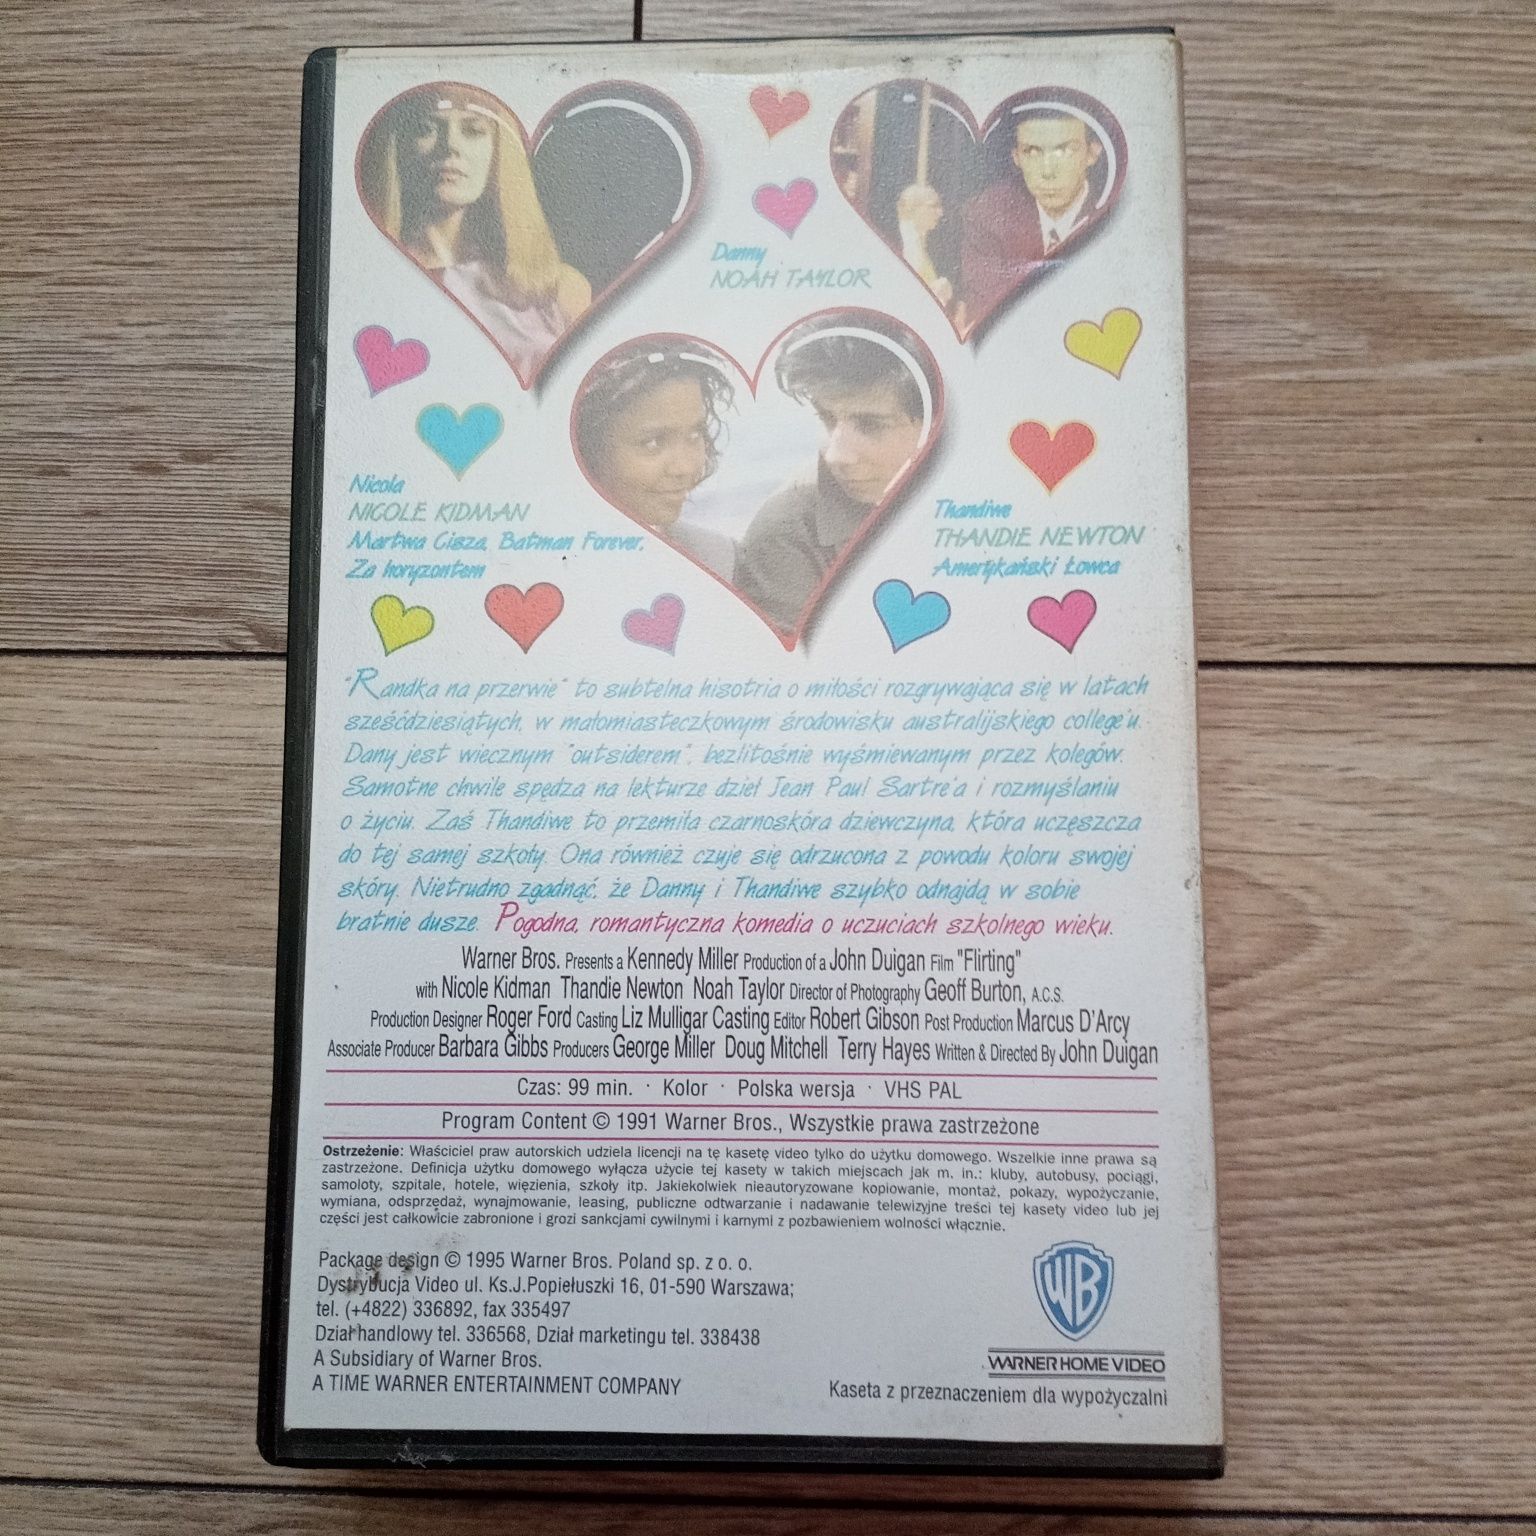 Danny
NOAH TAYLOR
Nicola
NICOLE KIDMAN
Martwa Cisza, Batman Forever,
Za horyzontem
Thandiwe
THANDIE NEWTON
Amerykański Łowca
"Randka na przerwie" to subtelna hisotria o miłości rozgrywająca się w latach
sześćdziesiątych, w małomiasteczkowym środowisku australijskiego college'u.
Dany jest wiecznym "outsiderem", bezlitośnie wyśmiewanym przez kolegów.
Samotne chwile spędza na lekturze dzieł Jean Paul Sartre'a i rozmyślaniu
o życiu. Zaś Thandiwe to przemiła czarnoskóra dziewczyna, która uczęszcza
do tej samej szkoły. Ona również czuje się odrzucona z powodu koloru swojej
skóry. Nietrudno zgadnąć, że Danny i Thandiwe szybko odnajdą w sobie
bratnie dusze. Pogodna, romantyczna komedia o uczuciach szkolnego wieku.
Warner Bros. Presents a Kennedy Miller Production of a John Duigan Film "Flirting"
with Nicole Kidman Thandie Newton Noah Taylor Director of Photography Geoff Burton, A.C.S.
Production Designer Roger Ford Casting Liz Mulligar Casting Editor Robert Gibson Post Production Marcus D'Arcy
Associate Producer Barbara Gibbs Producers George Miller Doug Mitchell Terry Hayes Written & Directed By John Duigan
Czas: 99 min. · Kolor · Polska wersja · VHS PAL
Program Content © 1991 Warner Bros., Wszystkie prawa zastrzeżone
Ostrzeżenie: Właściciel praw autorskich udziela licencji na tę kasetę video tylko do użytku domowego. Wszelkie inne prawa są
zastrzeżone. Definicja użytku domowego wyłącza użycie tej kasety w takich miejscach jak m. in.: kluby, autobusy, pociągi,
samoloty, szpitale, hotele, więzienia, szkoły itp. Jakiekolwiek nieautoryzowane kopiowanie, montaż, pokazy, wypożyczanie,
wymiana, odsprzedaż, wynajmowanie, leasing, publiczne odtwarzanie i nadawanie telewizyjne treści tej kasety video lub jej
części jest całkowicie zabronione i grozi sankcjami cywilnymi i karnymi z pozbawieniem wolności włącznie.
Package design © 1995 Warner Bros. Poland sp. z o. o.
Dystrybucja Video ul. Ks.J.Popiełuszki 16, 01-590 Warszawa;
tel. (+4822) 336892, fax 335497
Dział handlowy tel. 336568, Dział marketingu tel. 338438
A Subsidiary of Warner Bros.
A TIME WARNER ENTERTAINMENT COMPANY
WB
WARNER HOME VIDEO
Kaseta z przeznaczeniem dla wypożyczalni